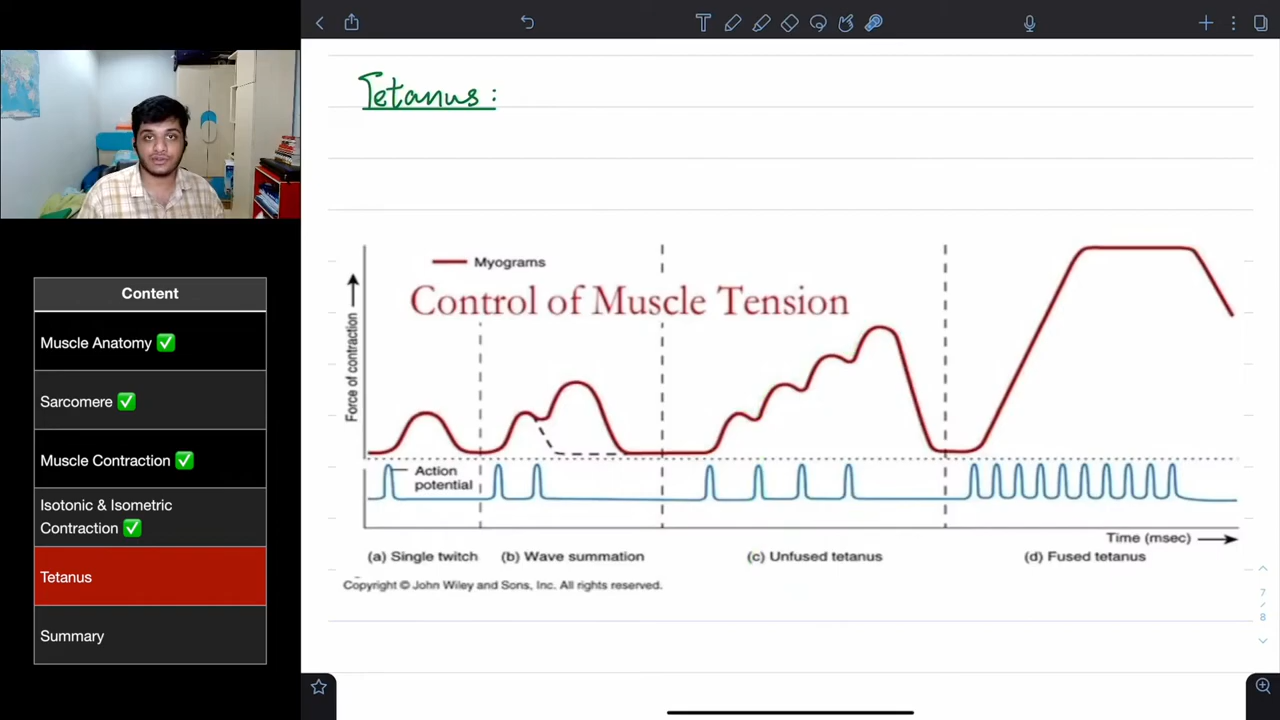 Tetanus :
Content
Muscle Anatomy ✅
Sarcomere ✅
Muscle Contraction ✅
Isotonic & Isometric
Contraction ✅
Tetanus
Summary
Myograms
Control of Muscle Tension
Force of contraction
Action
potential
Time (msec)
(a) Single twitch
(b) Wave summation
(c) Unfused tetanus
(d) Fused tetanus
Copyright © John Wiley and Sons, Inc. All rights reserved.
7
/
8